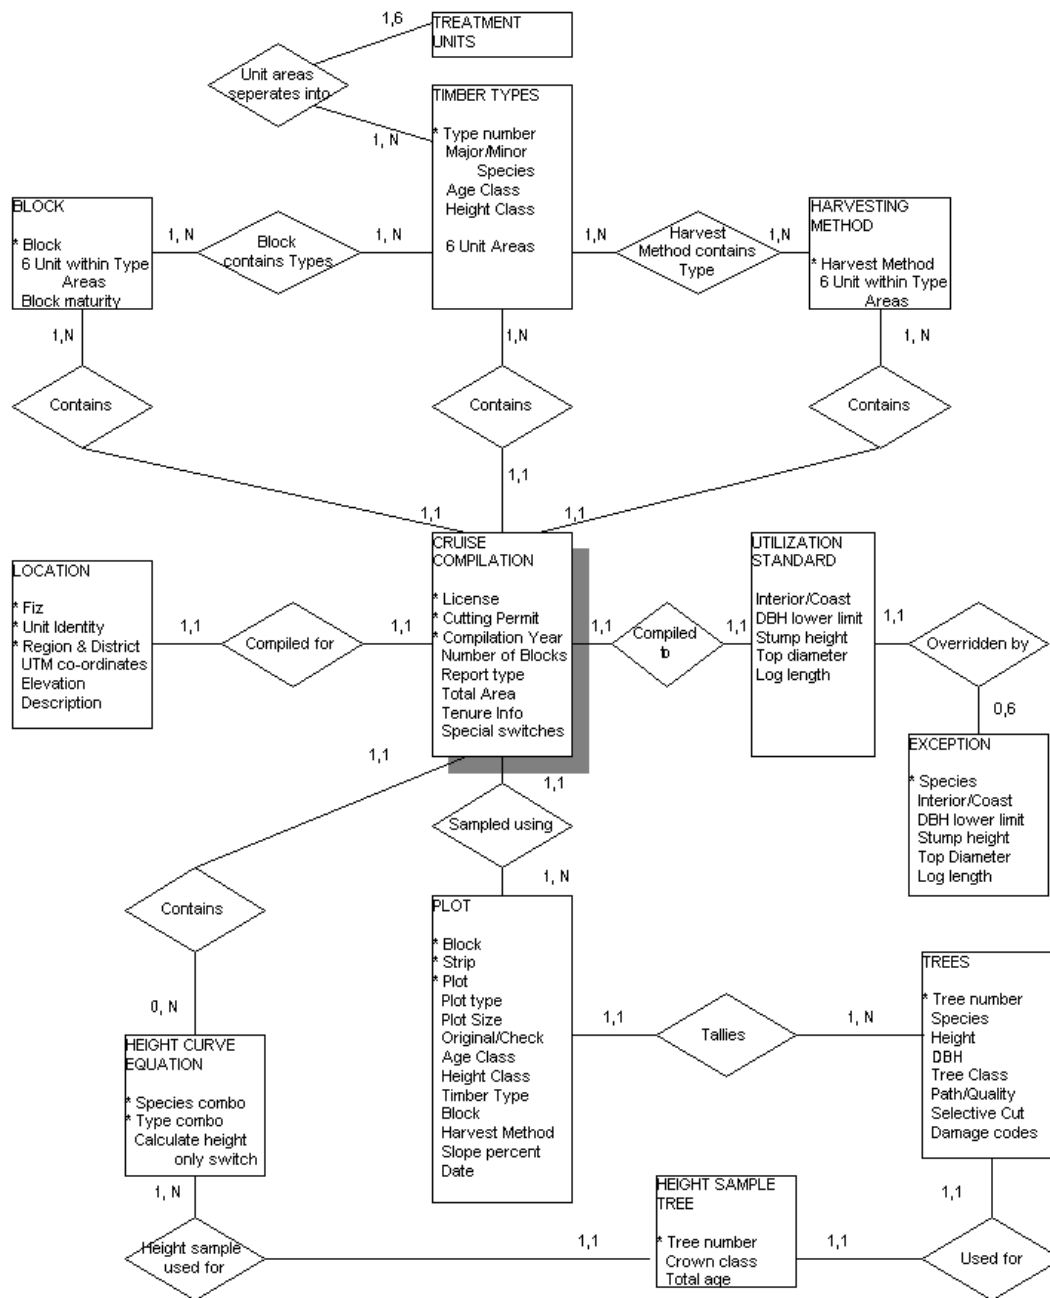 1,6
TREATMENT
UNITS
Unit areas
seperates into
TIMBER TYPES
1, N
* Type number
Major/Minor
Species
Age Class
Height Class
6 Unit Areas
BLOCK
* Block
6 Unit within Type
Areas
Block maturity
1, N
Block
contains Types
1, N
1,N
Harvest
Method contains
Type
1,N
HARVESTING
METHOD
* Harvest Method
6 Unit within Type
Areas
1,N
1,N
1, N
Contains
Contains
Contains
1,1
1,1
1,1
LOCATION
* Fiz
* Unit Identity
* Region & District
UTM co-ordinates
Elevation
Description
1,1
Compiled for
1,1
CRUISE
COMPILATION
* License
* Cutting Permit
* Compilation Year
Number of Blocks
Report type
Total Area
Tenure Info
Special switches
1,1
Compiled
to
1,1
UTILIZATION
STANDARD
Interior/Coast
DBH lower limit
Stump height
Top diameter
Log length
1,1
Overridden by
0,6
EXCEPTION
* Species
Interior/Coast
DBH lower limit
Stump height
Top Diameter
Log length
1,1
1,1
Sampled using
1, N
Contains
0, N
PLOT
* Block
* Strip
* Plot
Plot type
Plot Size
Original/Check
Age Class
Height Class
Timber Type
Block
Harvest Method
Slope percent
Date
1,1
Tallies
1, N
TREES
* Tree number
Species
Height
DBH
Tree Class
Path/Quality
Selective Cut
Damage codes
HEIGHT CURVE
EQUATION
* Species combo
* Type combo
Calculate height
only switch
1, N
Height sample
used for
1,1
HEIGHT SAMPLE
TREE
* Tree number
Crown class
Total age
1,1
1,1
Used for